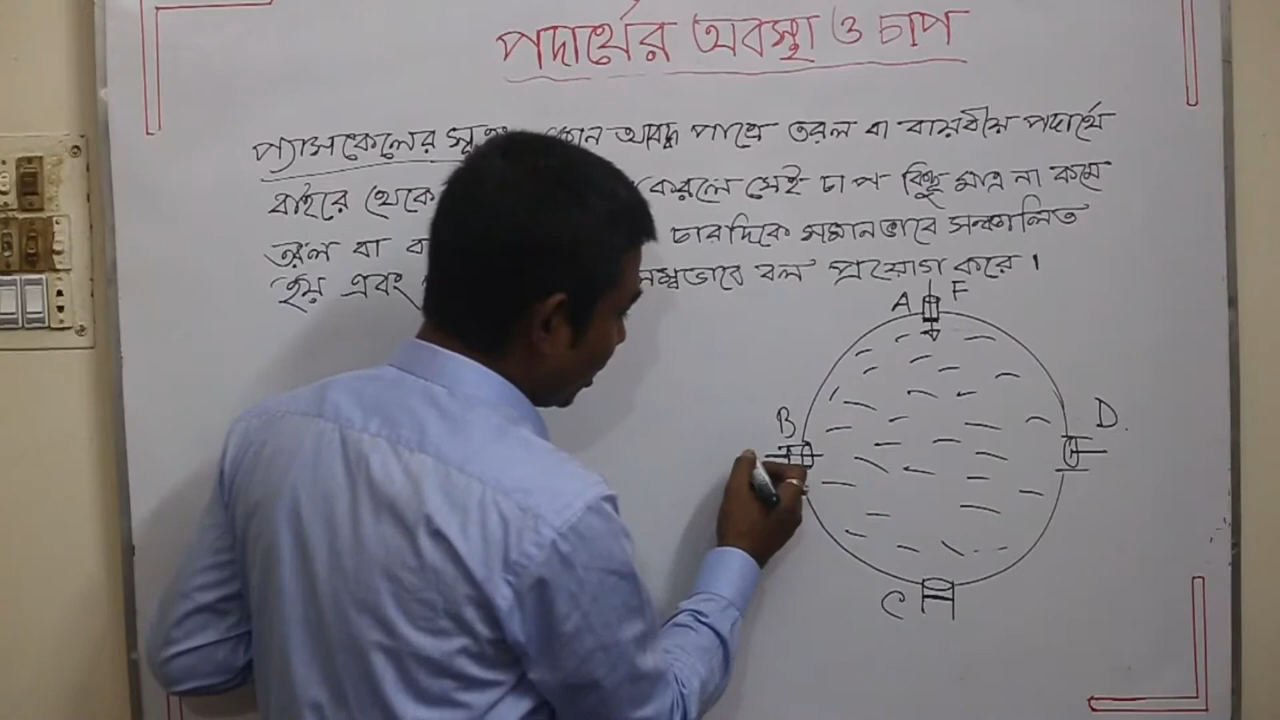 পদার্থের অবস্থা ও চাপ
প্যাসকেলের আবদ্ধ পাত্রে তরল বা বায়বীয় পদার্থে
বাইরে থেকে করলে সেই চাপ কিছু মাত্র না কমে
তরল বা চারদিকে সমানভাবে সঞ্চালিত
হয় এবং লম্বভাবে বল প্রয়োগ করে।
A F
B D.
C